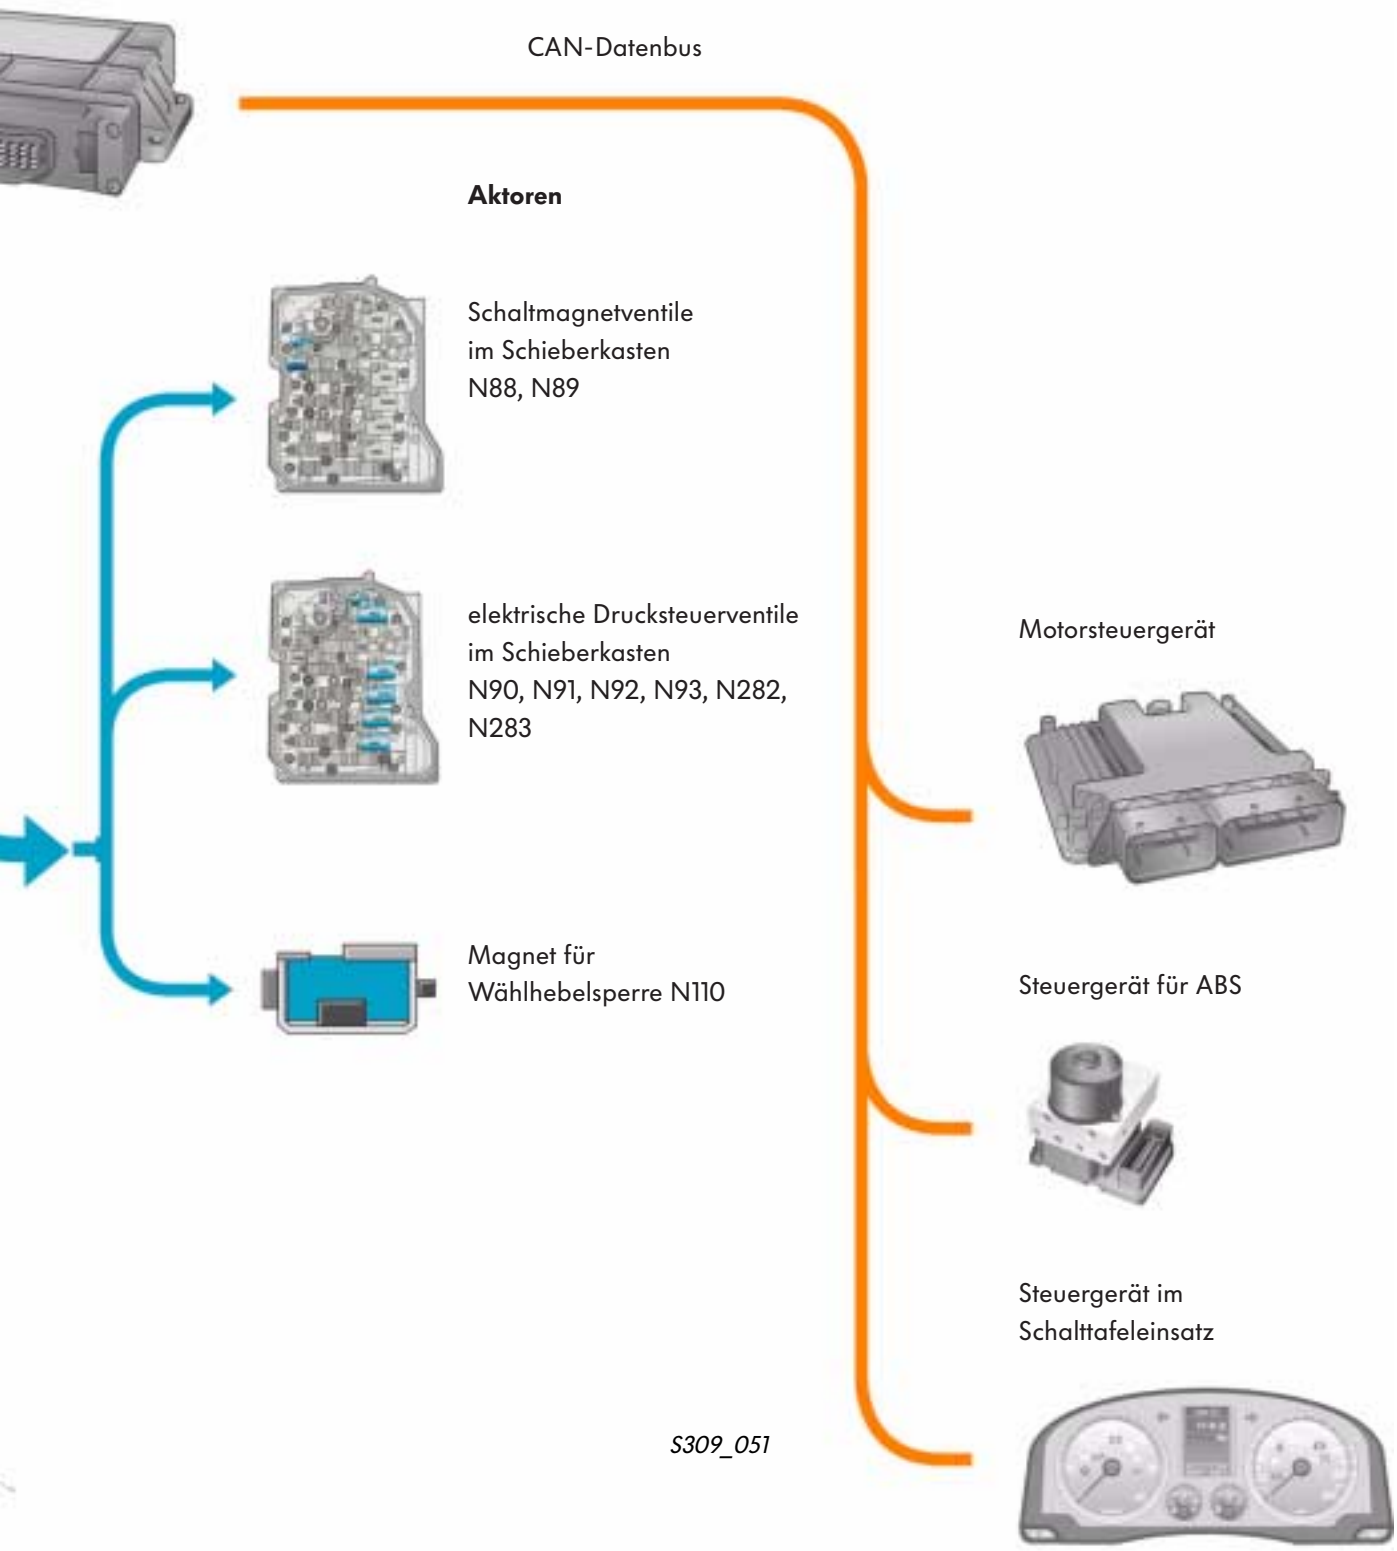 CAN-Datenbus
Aktoren
Schaltmagnetventile
im Schieberkasten
N88, N89
elektrische Drucksteuerventile
im Schieberkasten
N90, N91, N92, N93, N282,
N283
Magnet für
Wählhebelsperre N110
Motorsteuergerät
Steuergerät für ABS
Steuergerät im
Schalttafeleinsatz
S309_051